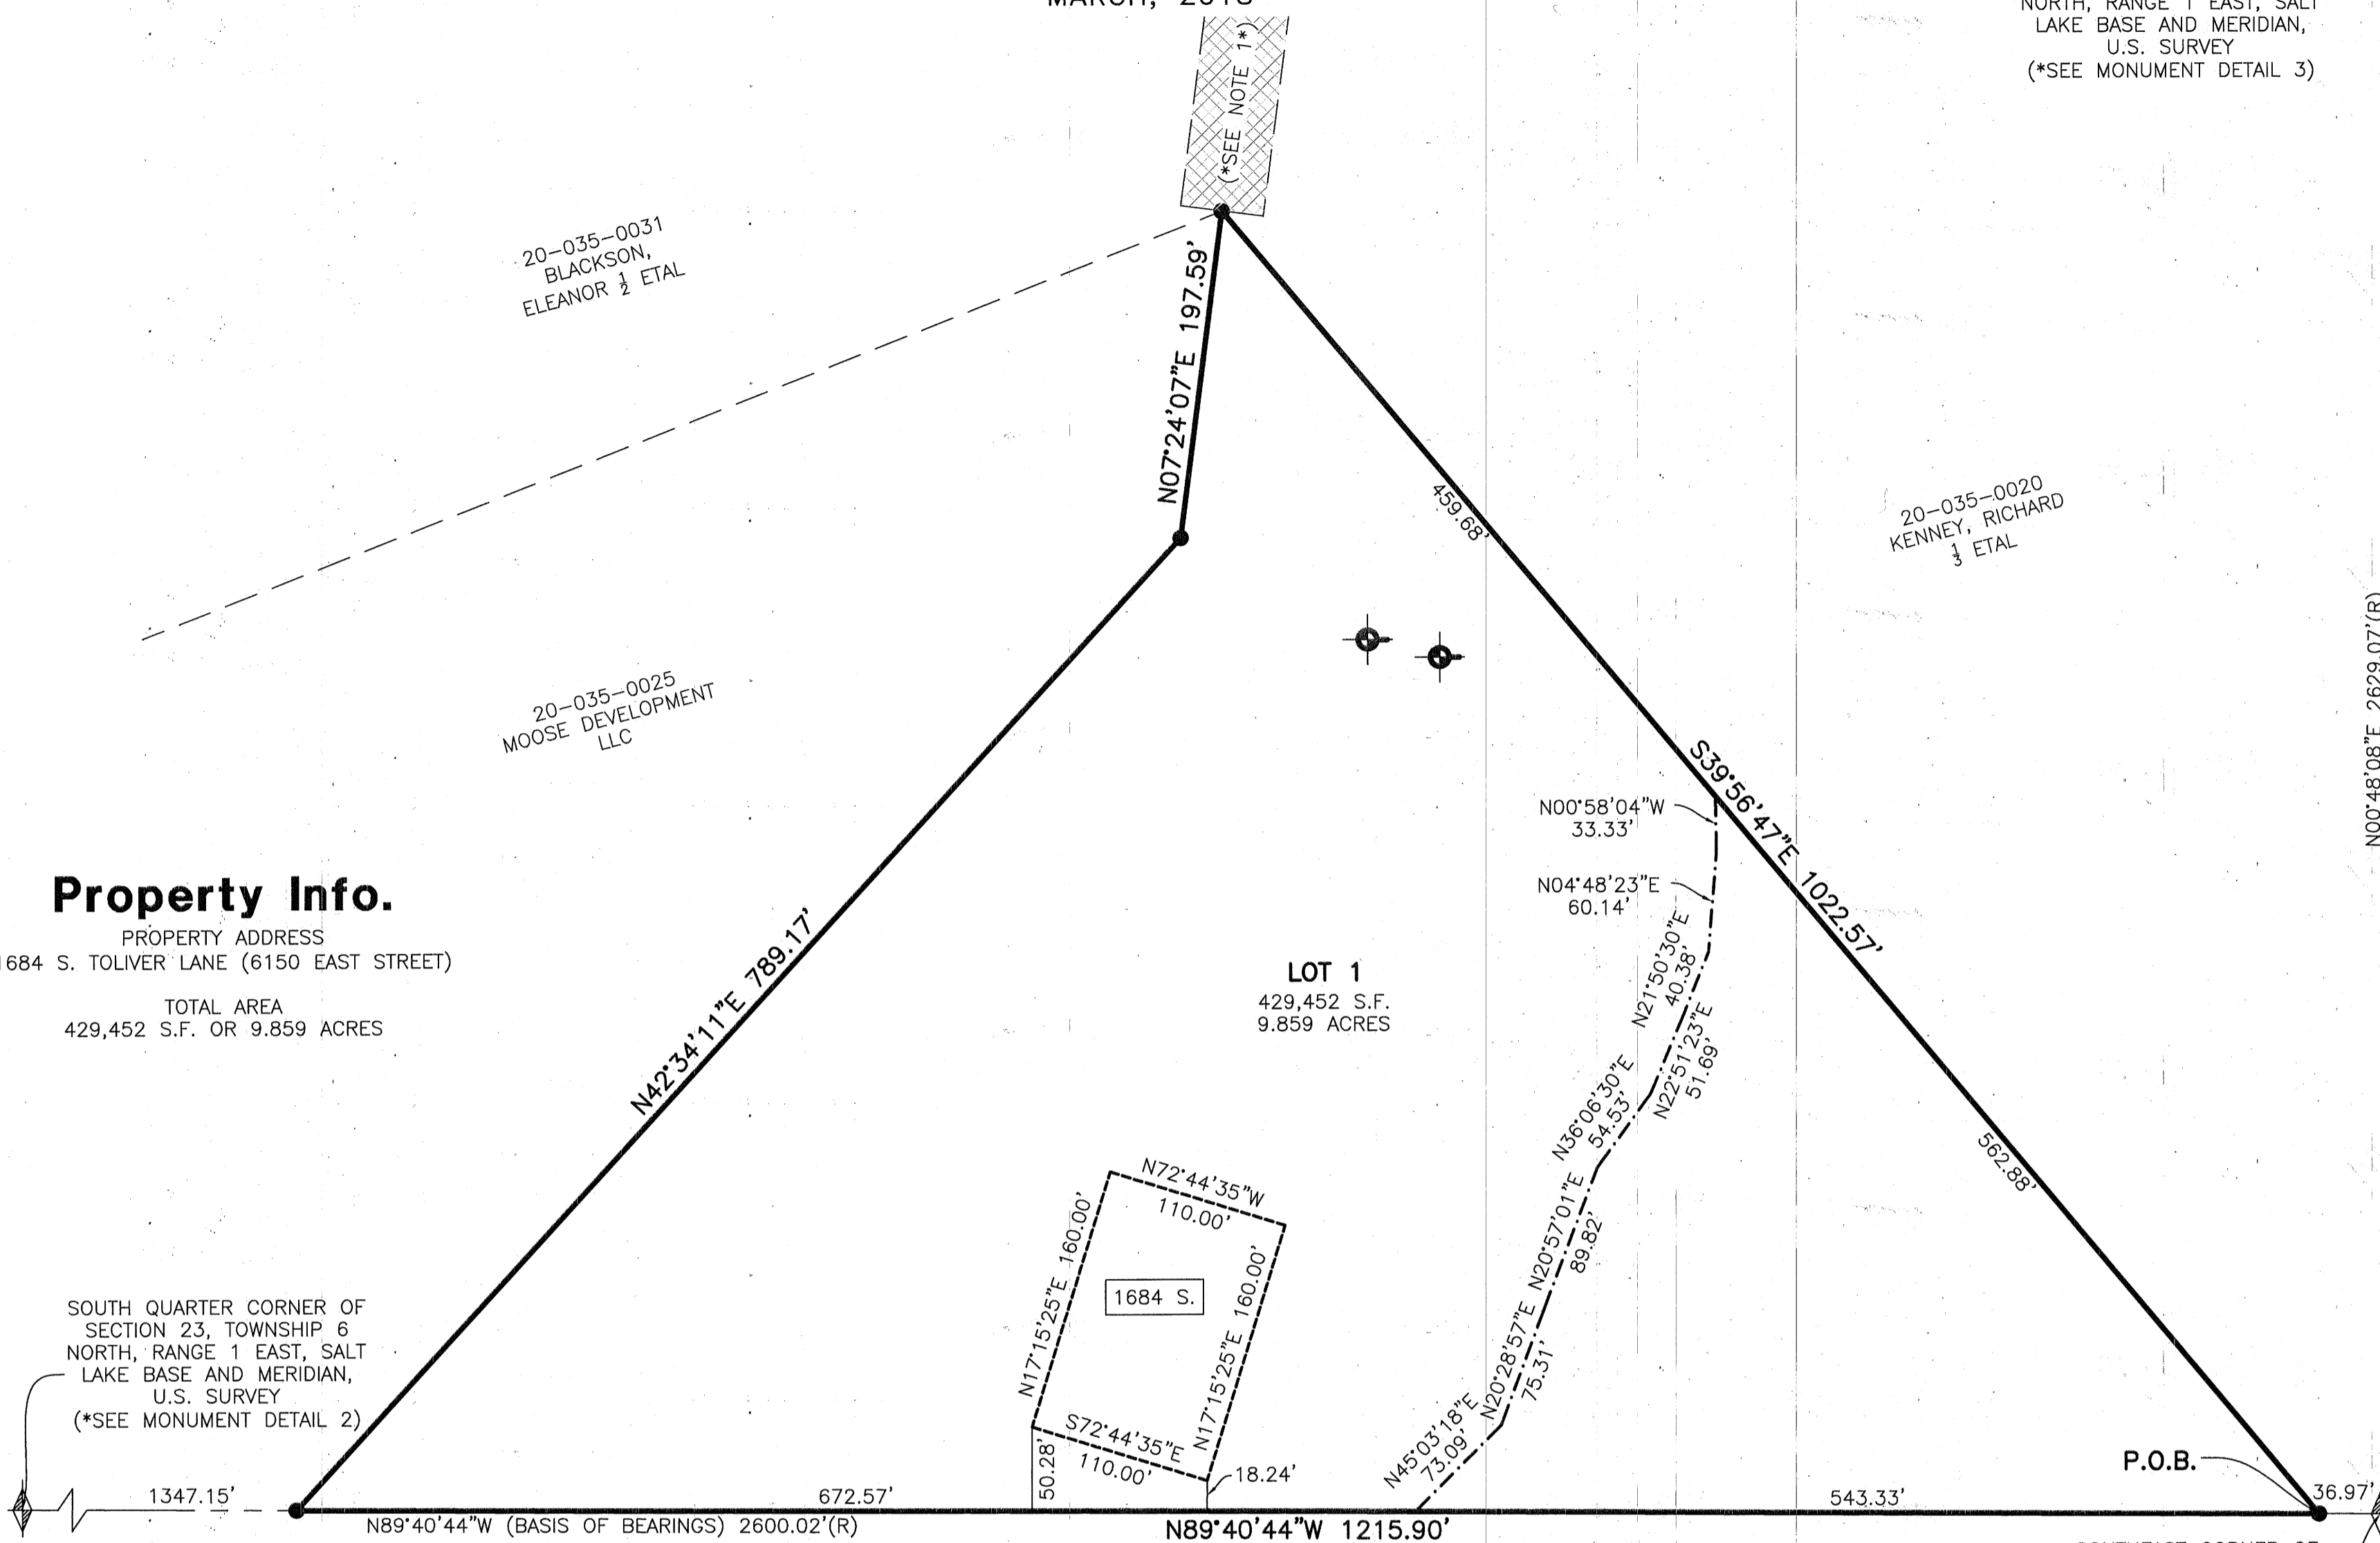 MARCH, 2018
NORTH, RANGE 1 EAST, SALT
LAKE BASE AND MERIDIAN,
U.S. SURVEY
(*SEE MONUMENT DETAIL 3)
(*SEE NOTE 1*)
20-035-0031
BLACKSON,
ELEANOR ½ ETAL
N07°24'07"E 197.59'
459.68'
20-035-0020
KENNEY, RICHARD
⅓ ETAL
N00°48'08"E 2629.07'(R)
20-035-0025
MOOSE DEVELOPMENT
LLC
S39°56'47"E 1022.57'
N00°58'04"W
33.33'
N04°48'23"E
60.14'
Property Info.
PROPERTY ADDRESS
1684 S. TOLIVER LANE (6150 EAST STREET)
TOTAL AREA
429,452 S.F. OR 9.859 ACRES
N42°34'11"E 789.17'
LOT 1
429,452 S.F.
9.859 ACRES
N21°50'30"E
40.38'
N22°51'23"E
51.69'
N36°06'30"E
54.53'
562.88'
N72°44'35"W
110.00'
N17°15'25"E 160.00'
1684 S.
N17°15'25"E 160.00'
S72°44'35"E
110.00'
N20°57'01"E
89.82'
N20°28'57"E
75.31'
N45°03'18"E
73.09'
SOUTH QUARTER CORNER OF
SECTION 23, TOWNSHIP 6
NORTH, RANGE 1 EAST, SALT
LAKE BASE AND MERIDIAN,
U.S. SURVEY
(*SEE MONUMENT DETAIL 2)
50.28'
18.24'
P.O.B.
1347.15'
672.57'
543.33'
36.97'
N89°40'44"W (BASIS OF BEARINGS) 2600.02'(R)
N89°40'44"W 1215.90'